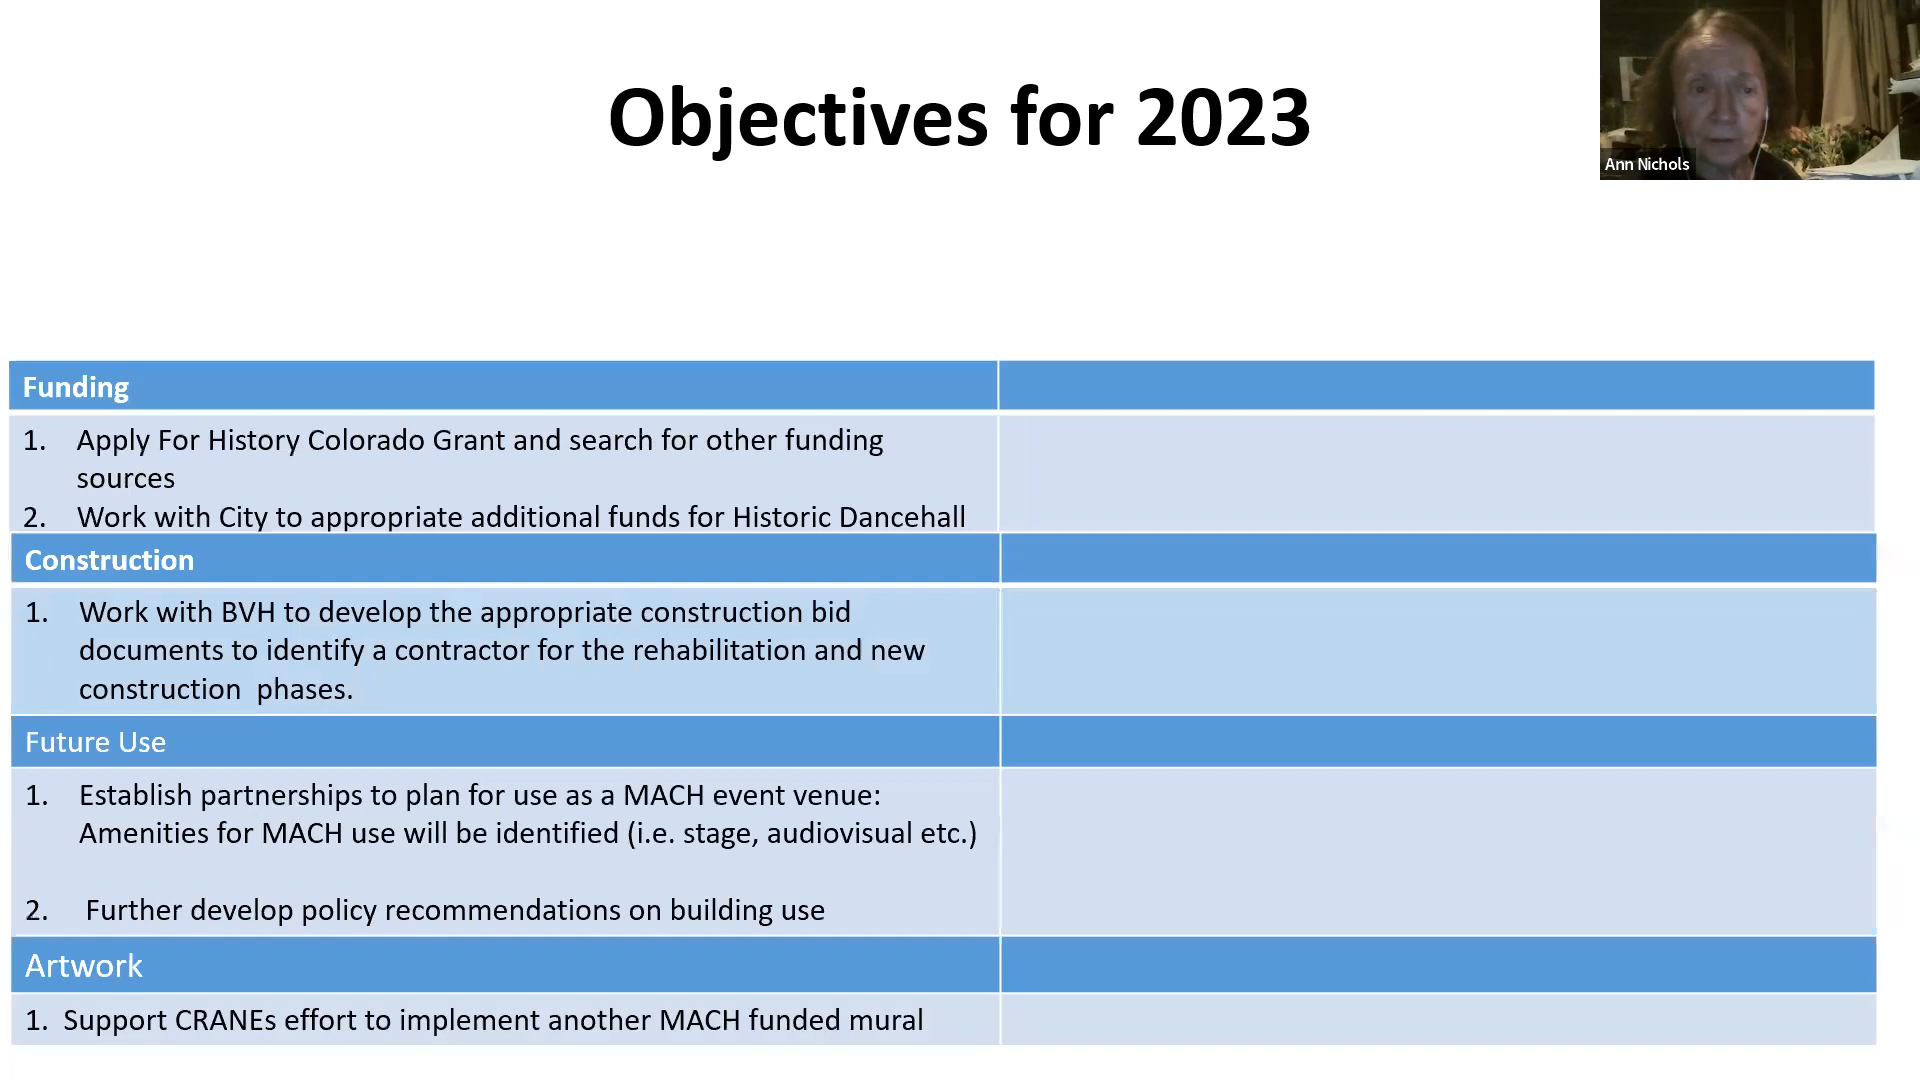 Objectives for 2023
Ann Nichols
Funding
1. Apply For History Colorado Grant and search for other funding
sources
2. Work with City to appropriate additional funds for Historic Dancehall
Construction
1. Work with BVH to develop the appropriate construction bid
documents to identify a contractor for the rehabilitation and new
construction  phases.
Future Use
1. Establish partnerships to plan for use as a MACH event venue:
Amenities for MACH use will be identified (i.e. stage, audiovisual etc.)
2. Further develop policy recommendations on building use
Artwork
1. Support CRANEs effort to implement another MACH funded mural